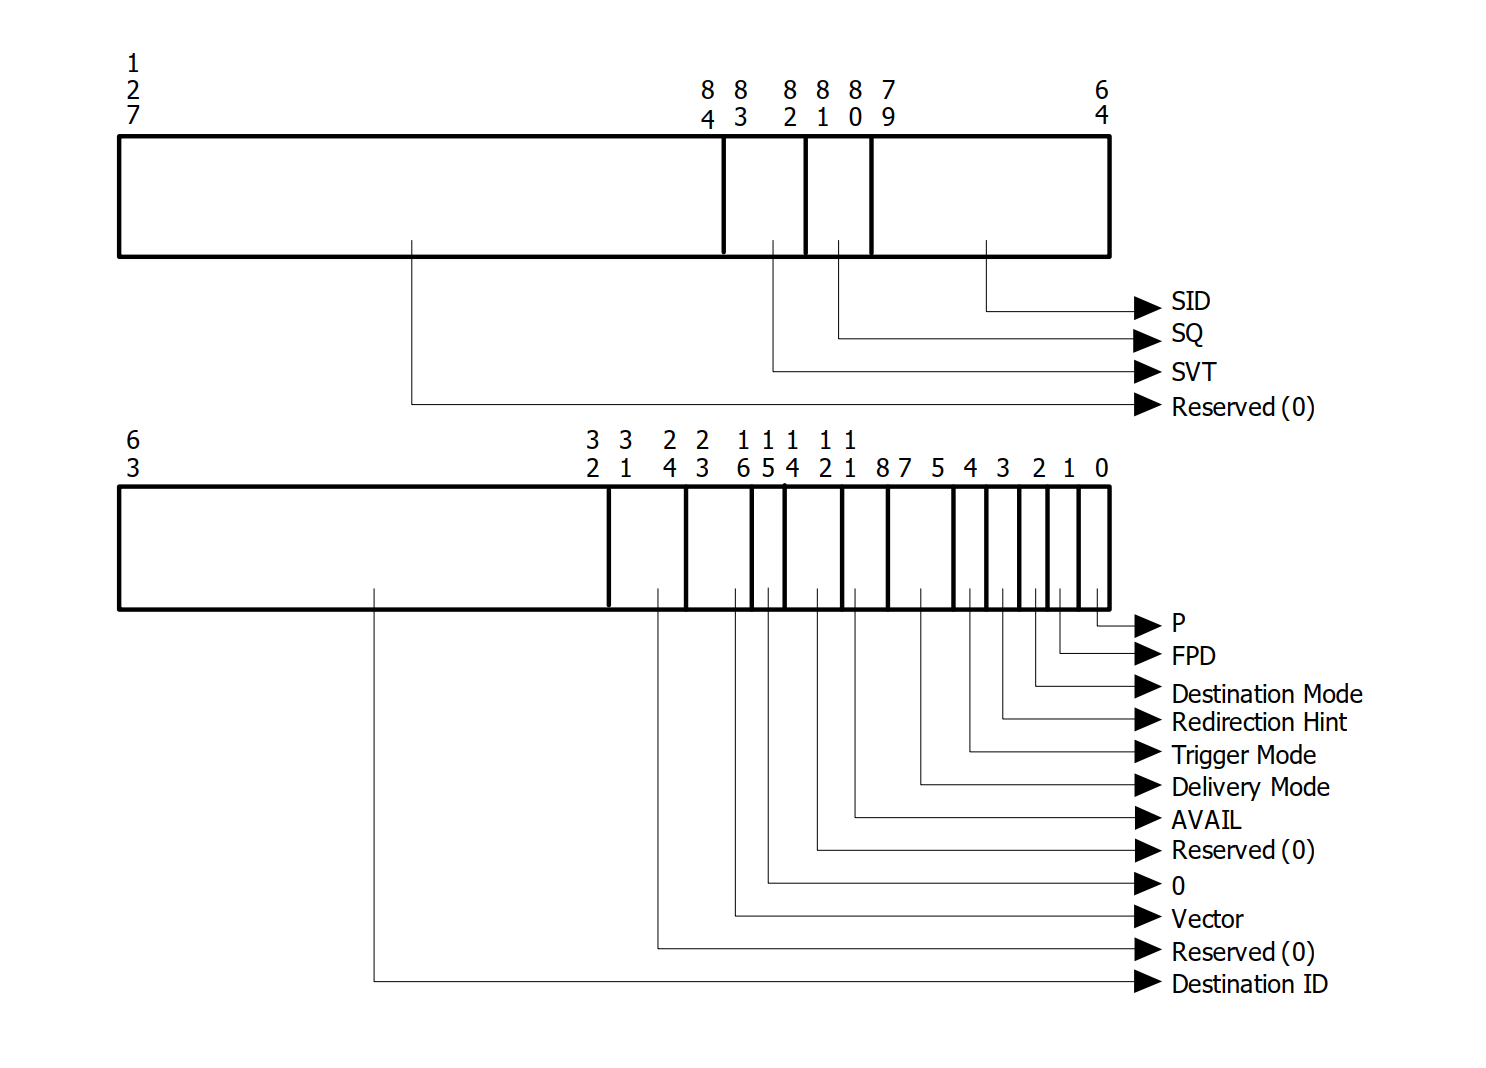 127 84 83 82 81 80 79 64
SID
SQ
SVT
Reserved (0)
63 32 31 24 23 16 15 14 12 11 8 7 5 4 3 2 1 0
P
FPD
Destination Mode
Redirection Hint
Trigger Mode
Delivery Mode
AVAIL
Reserved (0)
0
Vector
Reserved (0)
Destination ID